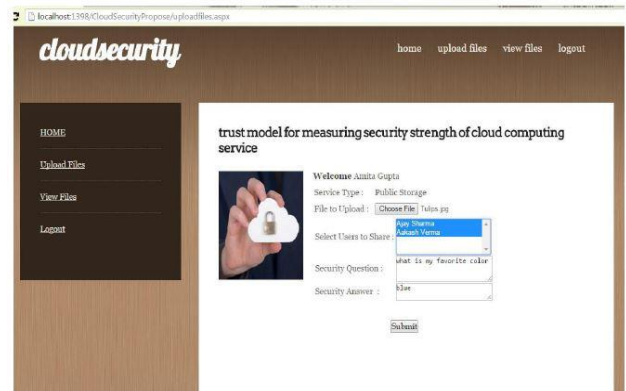 localhost:1398/CloudSecurityPropose/uploadfiles.aspx
cloudsecurity
home upload files view files logout
HOME
Upload Files
View Files
Logout
trust model for measuring security strength of cloud computing
service
Welcome Amita Gupta
Service Type : Public Storage
File to Upload : Choose File Tulips.jpg
Select Users to Share :
Ajay Sharma
Aakash Verma
Security Question : what is my favorite color
Security Answer : blue
Submit